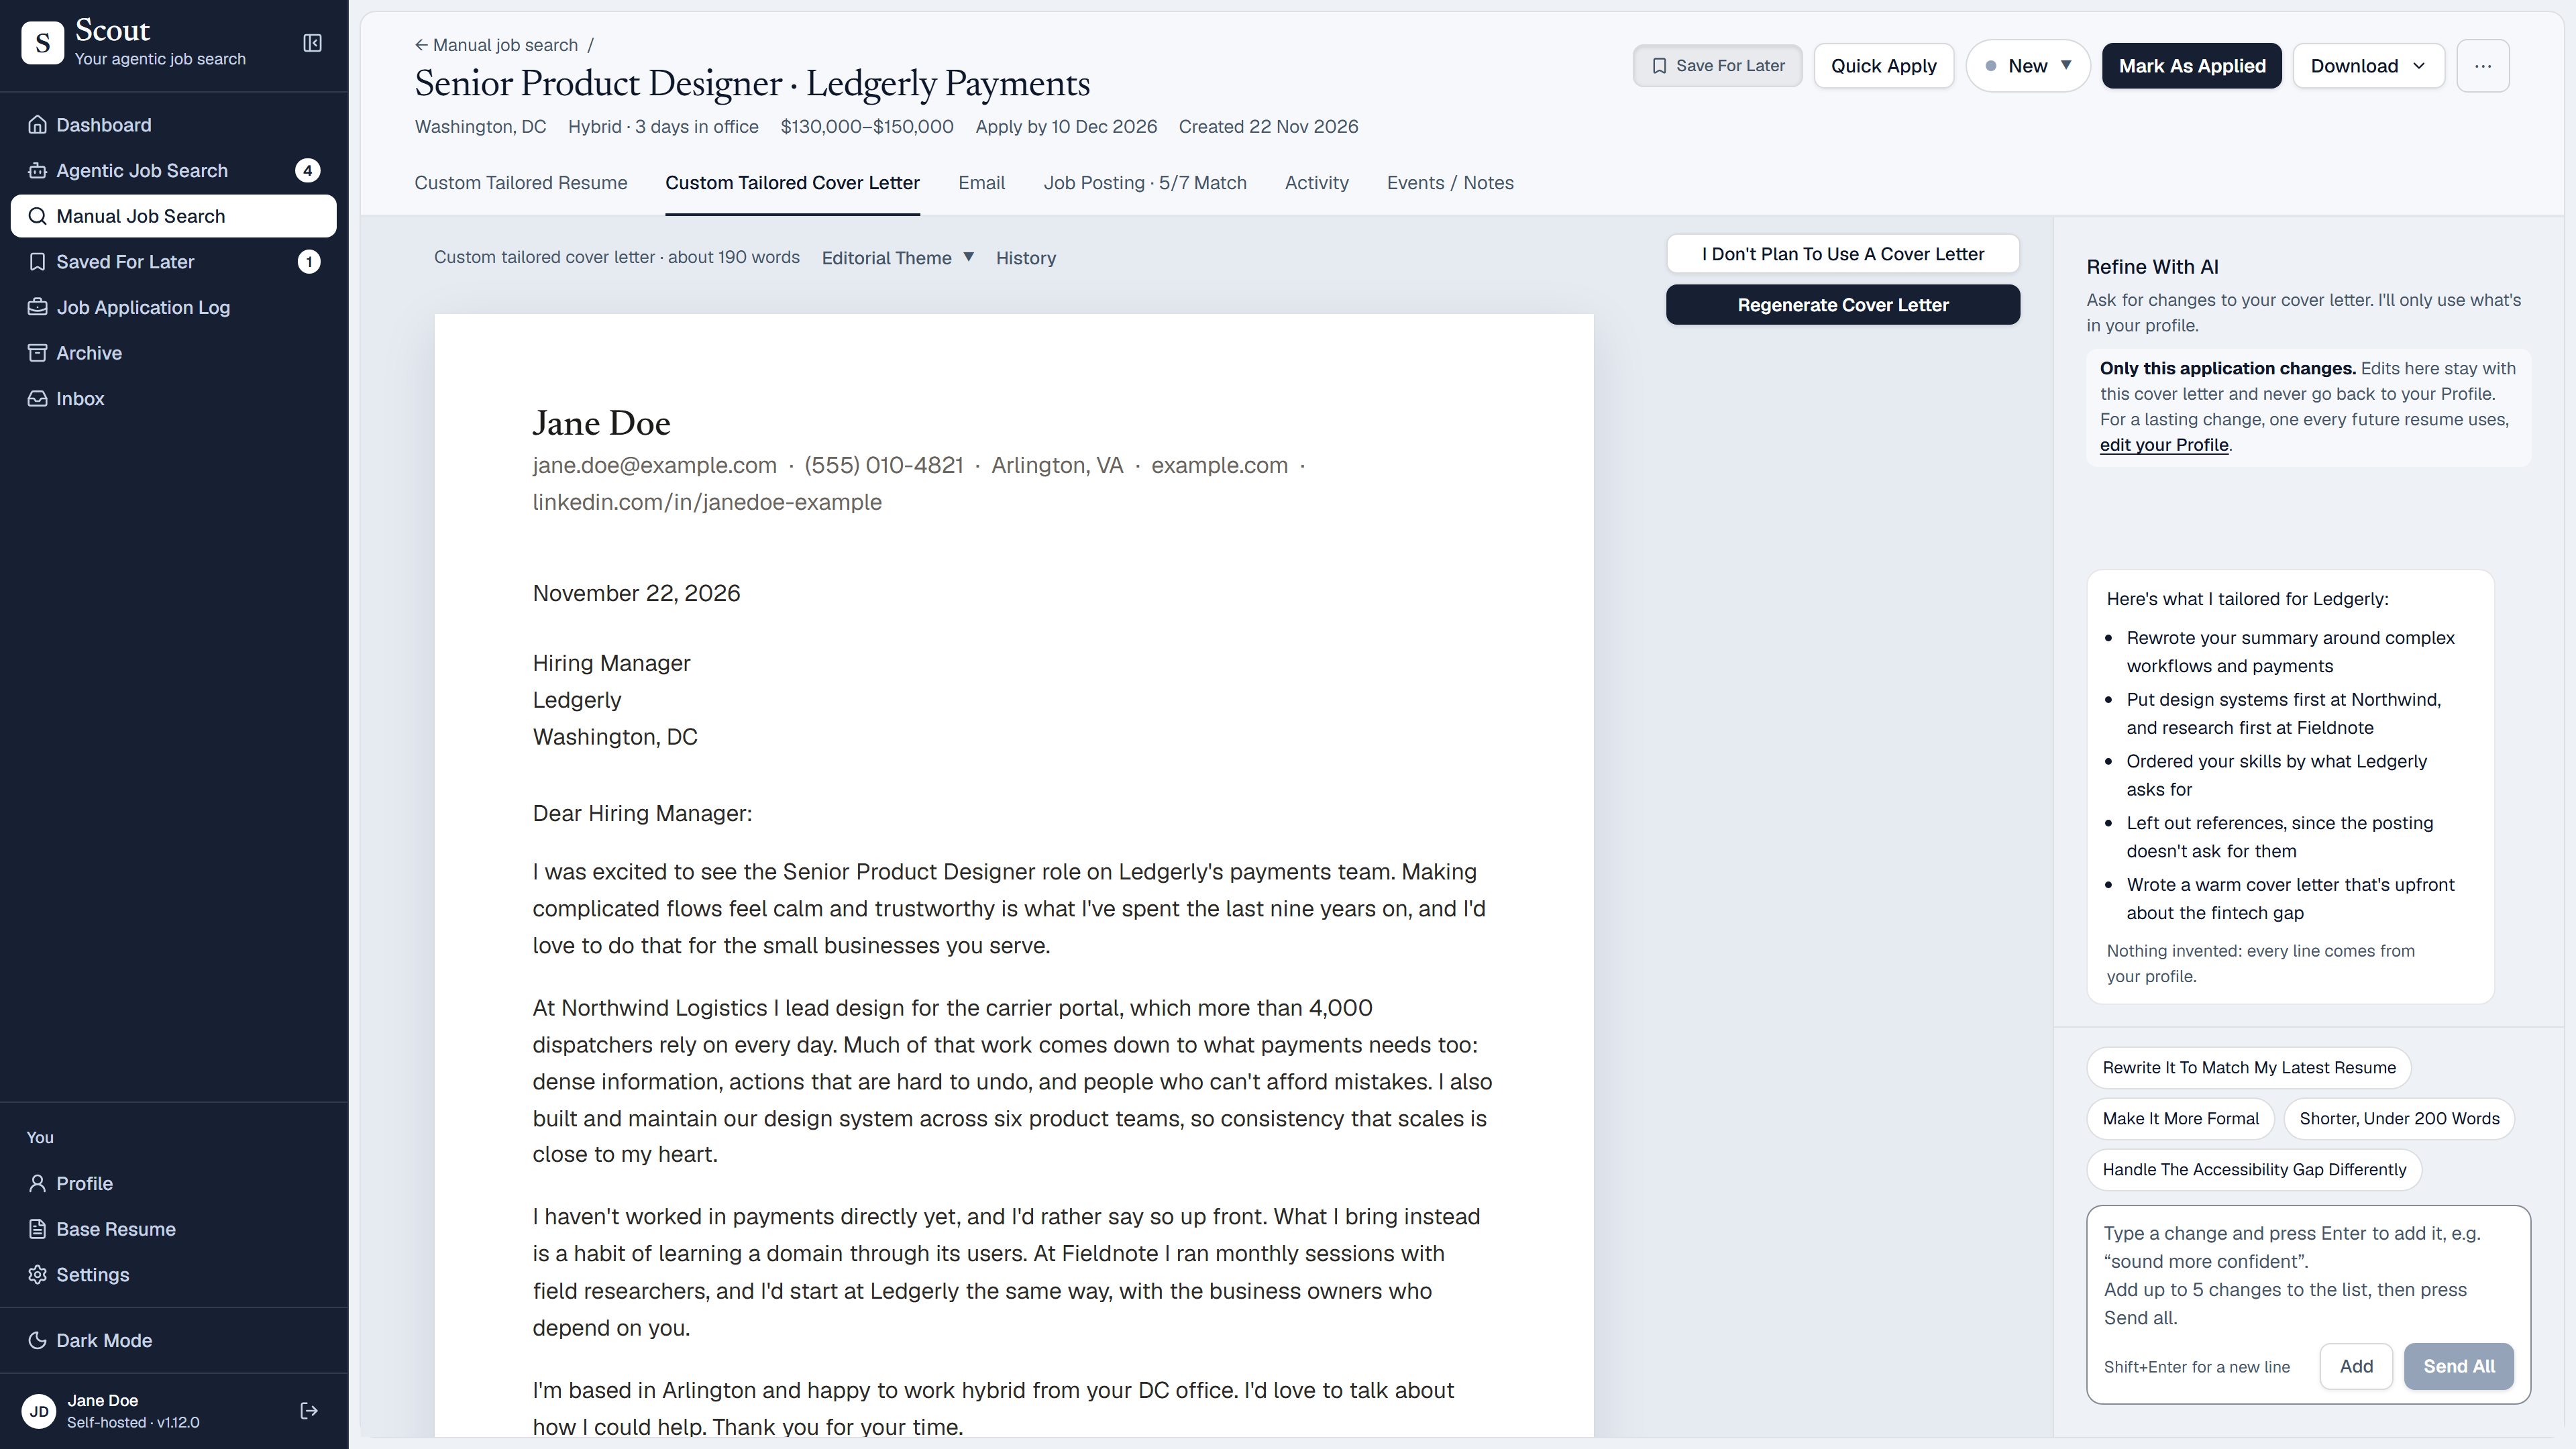 S
Scout
Your agentic job search
Dashboard
Agentic Job Search 4
Manual Job Search
Saved For Later 1
Job Application Log
Archive
Inbox
You
Profile
Base Resume
Settings
Dark Mode
JD
Jane Doe
Self-hosted · v1.12.0
← Manual job search /
Senior Product Designer · Ledgerly Payments
Washington, DC Hybrid · 3 days in office $130,000–$150,000 Apply by 10 Dec 2026 Created 22 Nov 2026
Save For Later Quick Apply New Mark As Applied Download ...
Custom Tailored Resume Custom Tailored Cover Letter Email Job Posting · 5/7 Match Activity Events / Notes
Custom tailored cover letter · about 190 words Editorial Theme History
I Don't Plan To Use A Cover Letter
Regenerate Cover Letter
Jane Doe
jane.doe@example.com · (555) 010-4821 · Arlington, VA · example.com ·
linkedin.com/in/janedoe-example
November 22, 2026
Hiring Manager
Ledgerly
Washington, DC
Dear Hiring Manager:
I was excited to see the Senior Product Designer role on Ledgerly's payments team. Making
complicated flows feel calm and trustworthy is what I've spent the last nine years on, and I'd
love to do that for the small businesses you serve.
At Northwind Logistics I lead design for the carrier portal, which more than 4,000
dispatchers rely on every day. Much of that work comes down to what payments needs too:
dense information, actions that are hard to undo, and people who can't afford mistakes. I also
built and maintain our design system across six product teams, so consistency that scales is
close to my heart.
I haven't worked in payments directly yet, and I'd rather say so up front. What I bring instead
is a habit of learning a domain through its users. At Fieldnote I ran monthly sessions with
field researchers, and I'd start at Ledgerly the same way, with the business owners who
depend on you.
I'm based in Arlington and happy to work hybrid from your DC office. I'd love to talk about
how I could help. Thank you for your time.
Refine With AI
Ask for changes to your cover letter. I'll only use what's
in your profile.
Only this application changes. Edits here stay with
this cover letter and never go back to your Profile.
For a lasting change, one every future resume uses,
edit your Profile.
Here's what I tailored for Ledgerly:
• Rewrote your summary around complex
workflows and payments
• Put design systems first at Northwind,
and research first at Fieldnote
• Ordered your skills by what Ledgerly
asks for
• Left out references, since the posting
doesn't ask for them
• Wrote a warm cover letter that's upfront
about the fintech gap
Nothing invented: every line comes from
your profile.
Rewrite It To Match My Latest Resume
Make It More Formal Shorter, Under 200 Words
Handle The Accessibility Gap Differently
Type a change and press Enter to add it, e.g.
“sound more confident”.
Add up to 5 changes to the list, then press
Send all.
Shift+Enter for a new line Add Send All